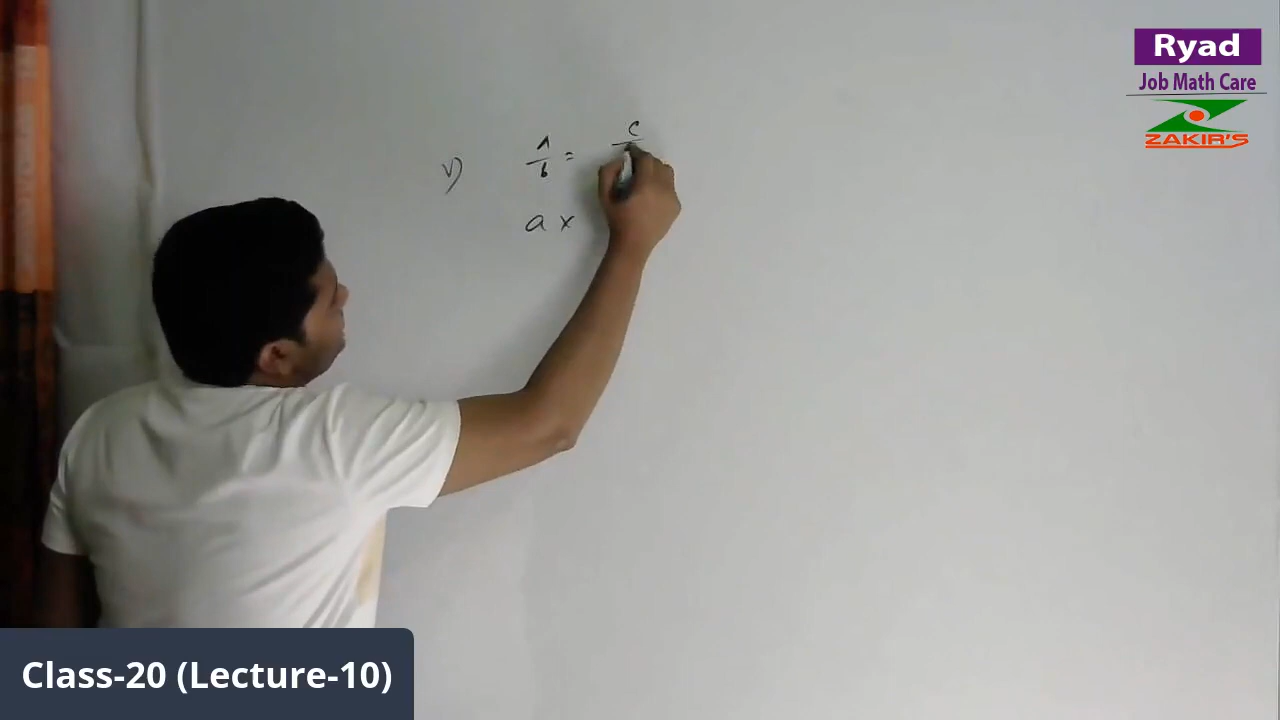 Ryad
Job Math Care
ZAKIR'S
v) a/b = c
a x
Class-20 (Lecture-10)